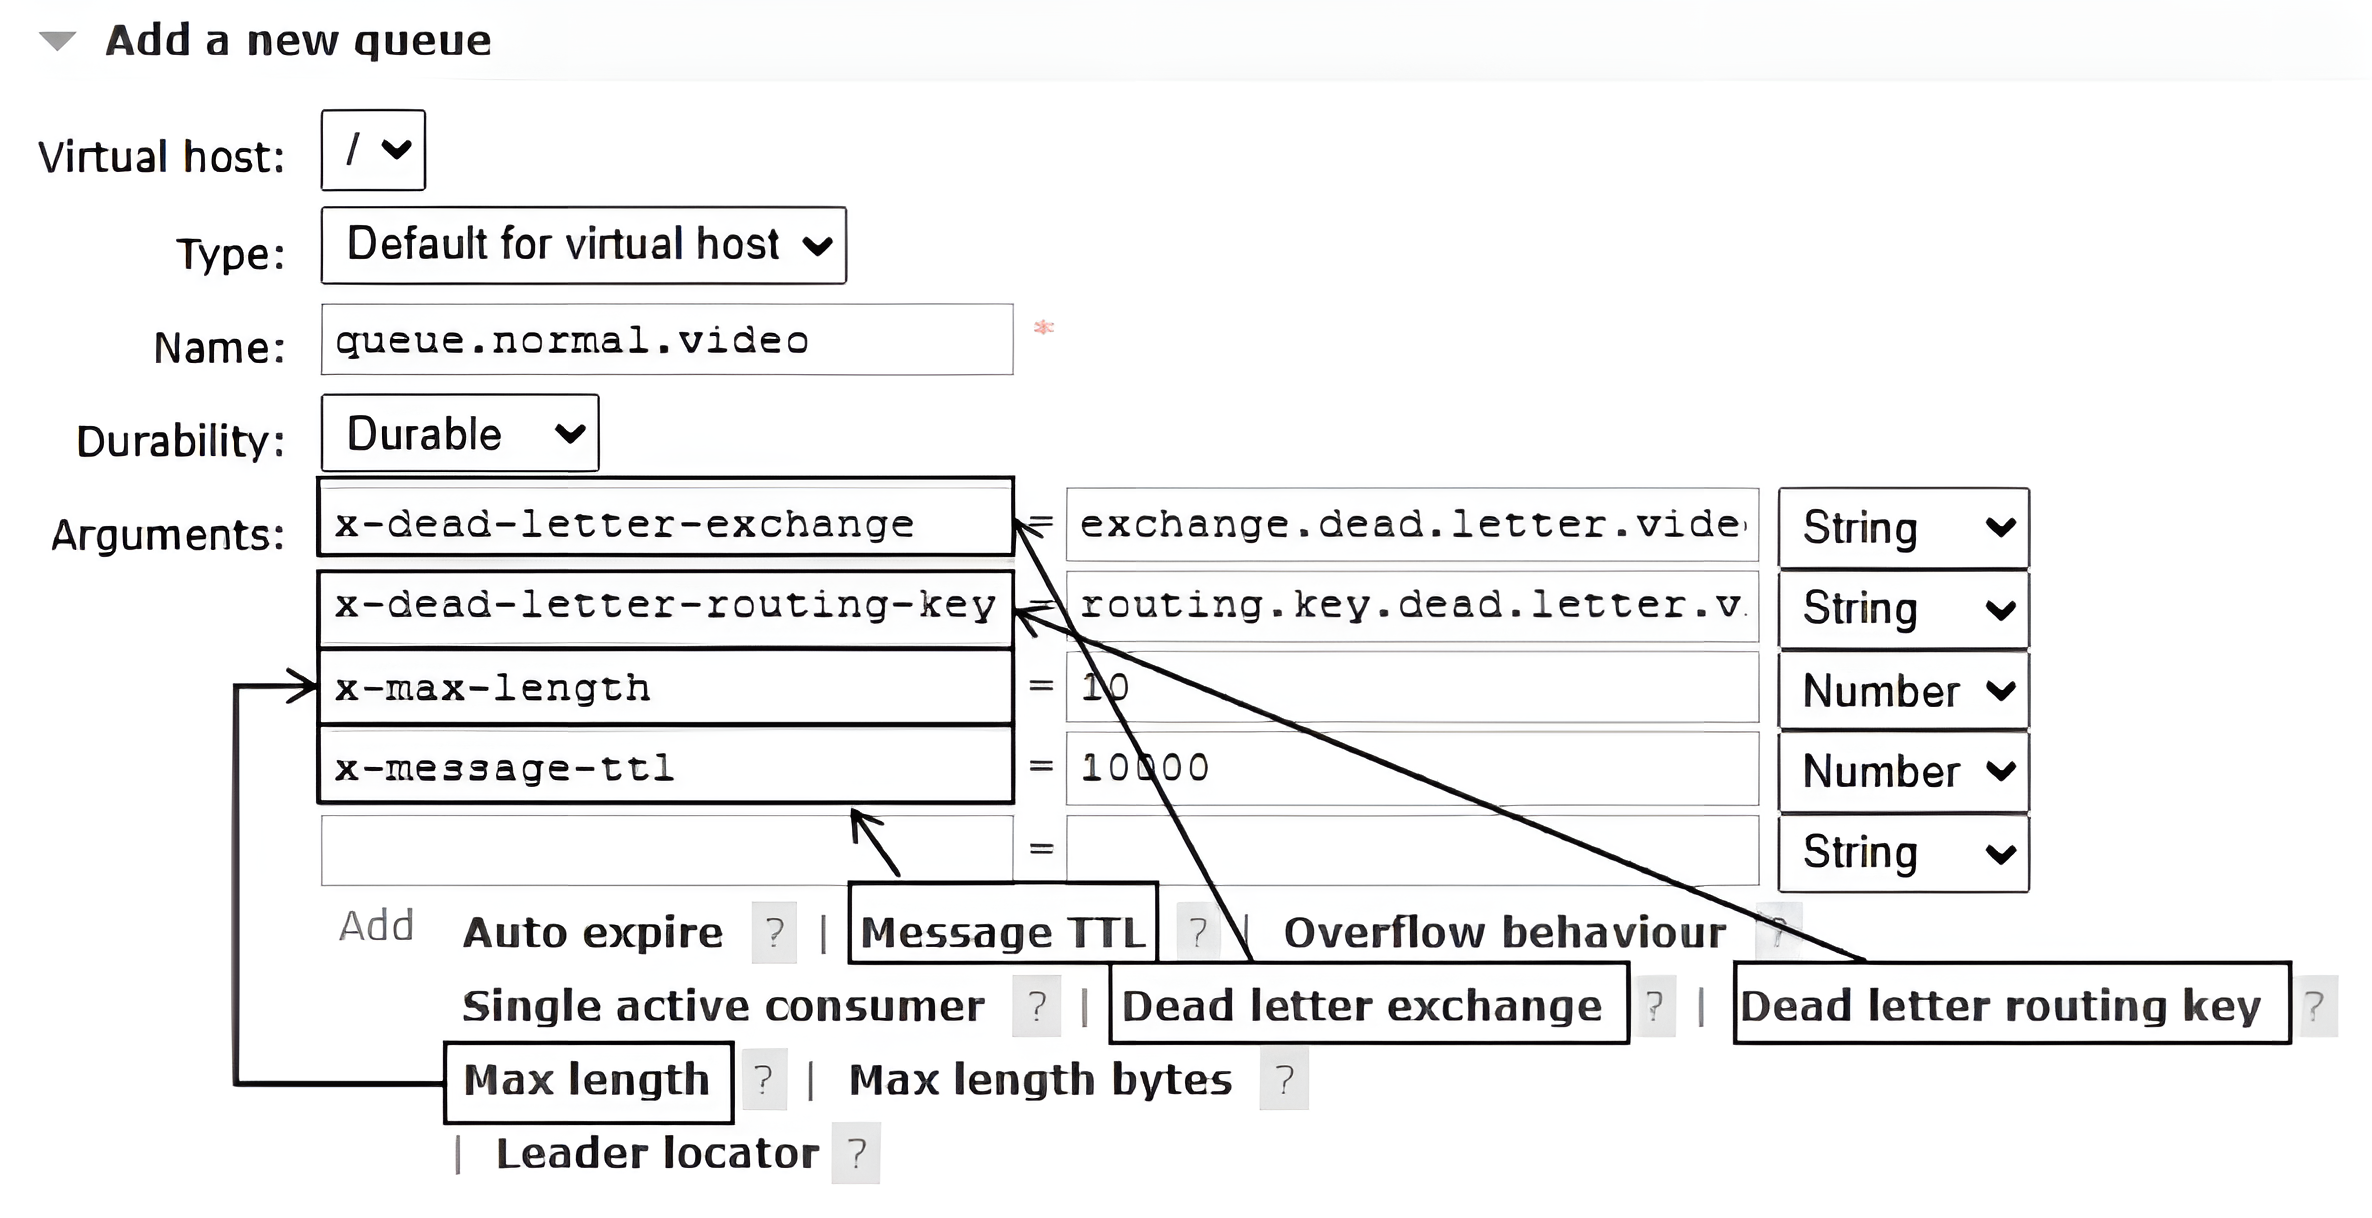 Add a new queue
Virtual host: /
Type: Default for virtual host
Name: queue.normal.video *
Durability: Durable
Arguments: x-dead-letter-exchange = exchange.dead.letter.vide String
x-dead-letter-routing-key = routing.key.dead.letter.v. String
x-max-length = 10 Number
x-message-ttl = 10000 Number
= String
Add Auto expire ? | Message TTL ? | Overflow behaviour ?
Single active consumer ? | Dead letter exchange ? | Dead letter routing key ?
Max length ? | Max length bytes ?
| Leader locator ?